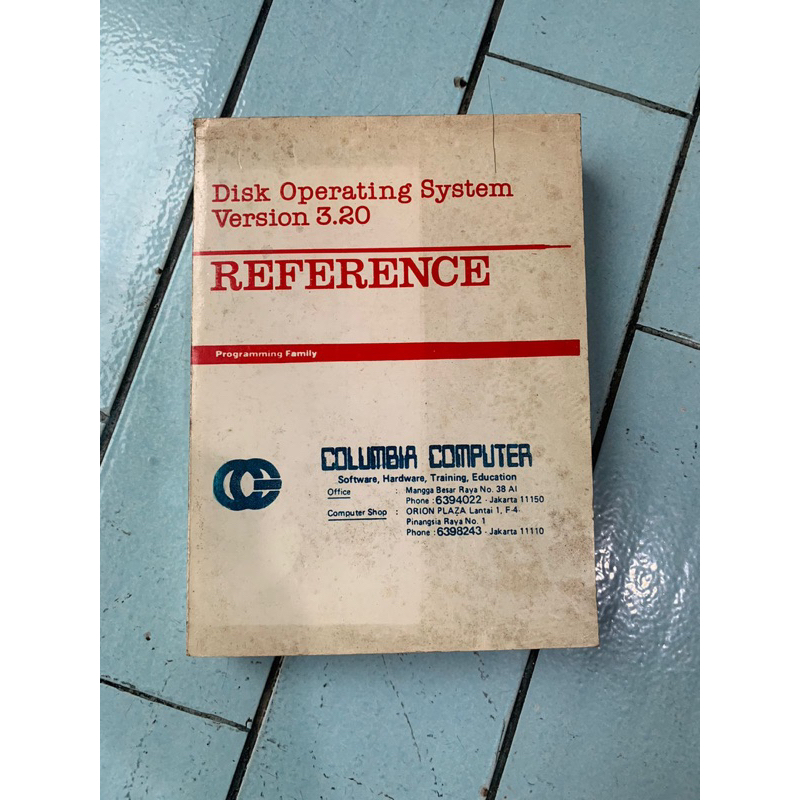 Disk Operating System
Version 3.20
REFERENCE
Programming Family
COLUMBIA COMPUTER
Software, Hardware, Training, Education
Office : Mangga Besar Raya No. 38 AI
Phone : 6394022 - Jakarta 11150
Computer Shop : ORION PLAZA Lantai 1, F-4
Pinangsia Raya No. 1
Phone : 6398243 - Jakarta 11110